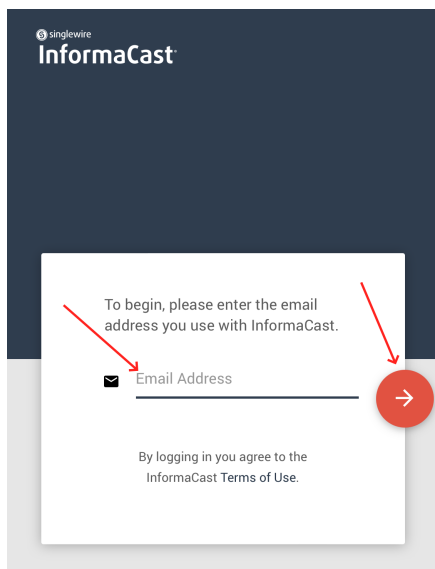 singlewire
InformaCast
To begin, please enter the email
address you use with InformaCast.
Email Address
By logging in you agree to the
InformaCast Terms of Use.